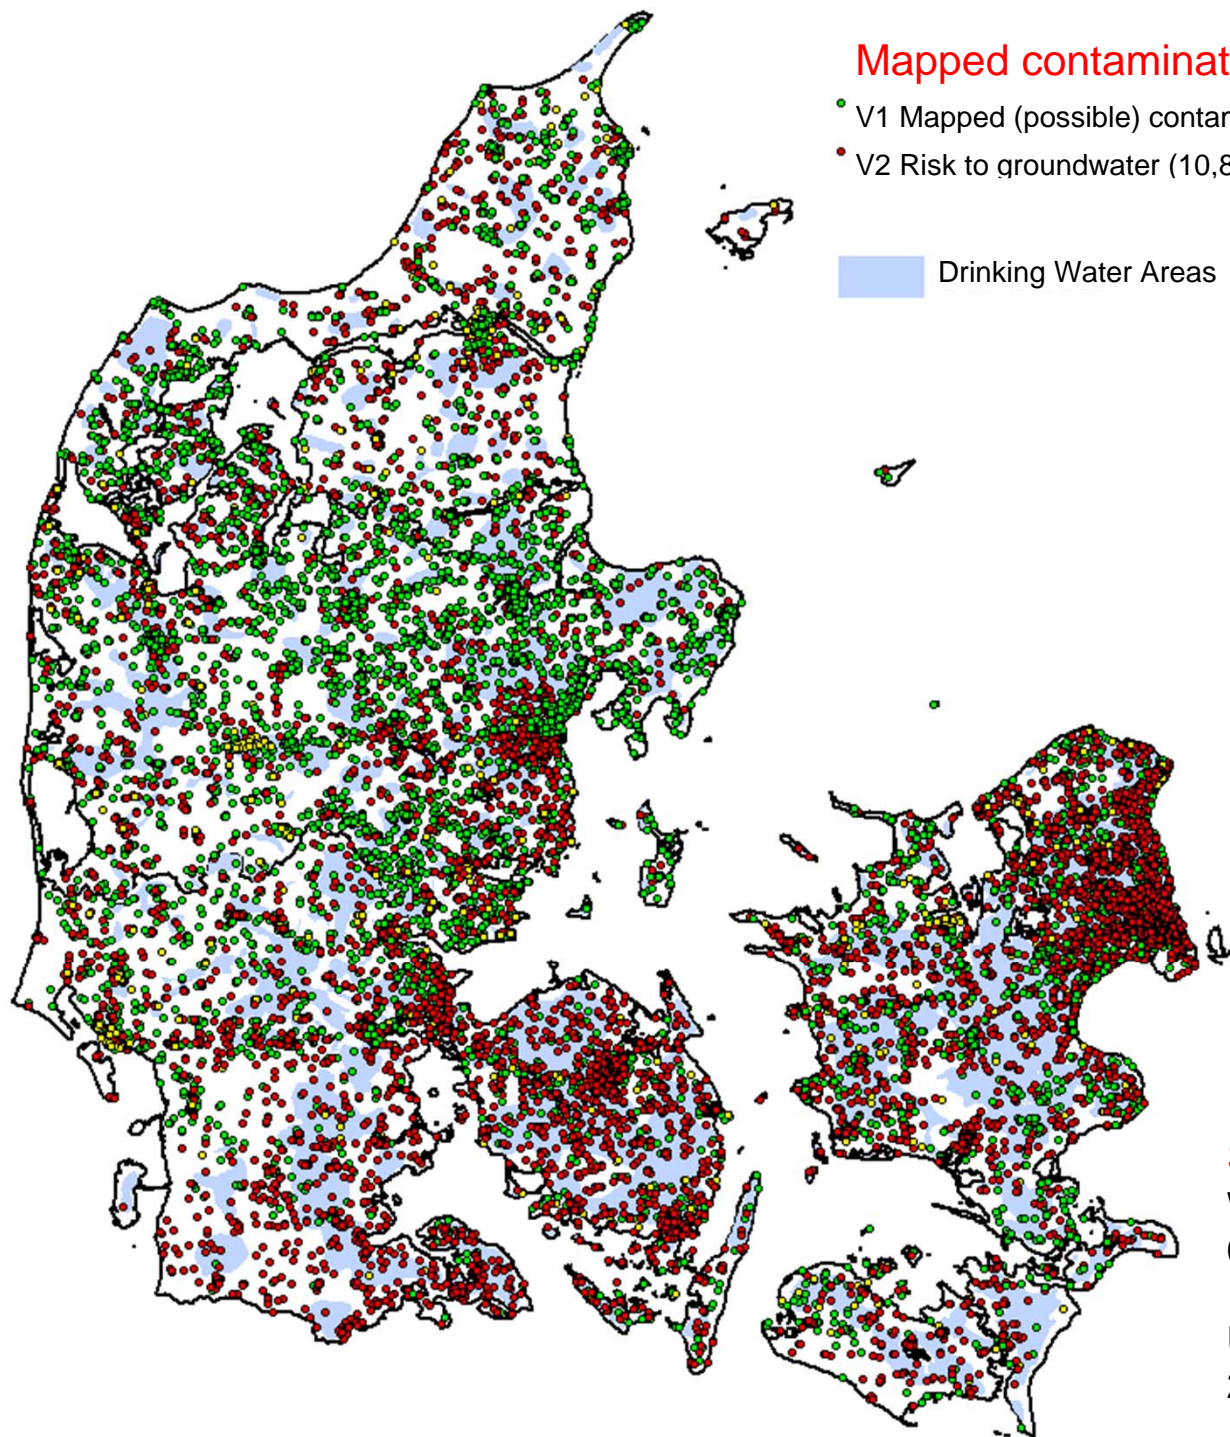 Mapped contaminat
V1 Mapped (possible) contar
V2 Risk to groundwater (10,8
Drinking Water Areas